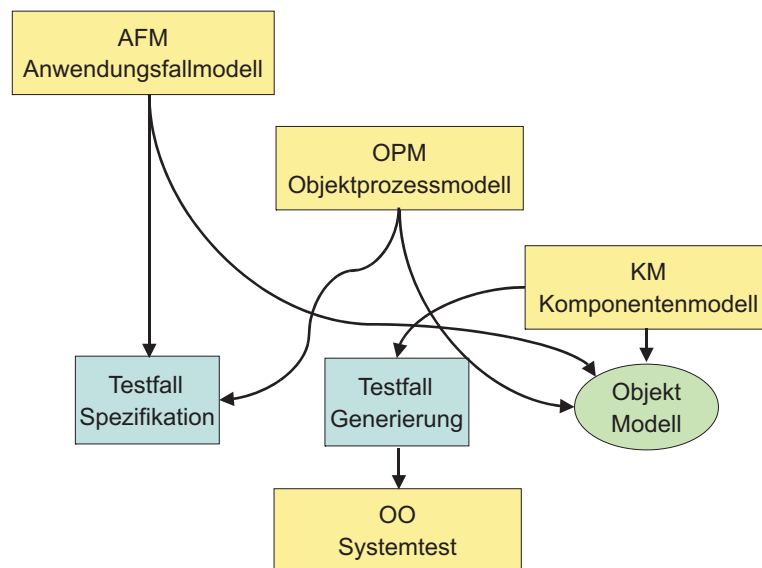 AFM
Anwendungsfallmodell
OPM
Objektprozessmodell
KM
Komponentenmodell
Testfall
Spezifikation
Testfall
Generierung
Objekt
Modell
OO
Systemtest